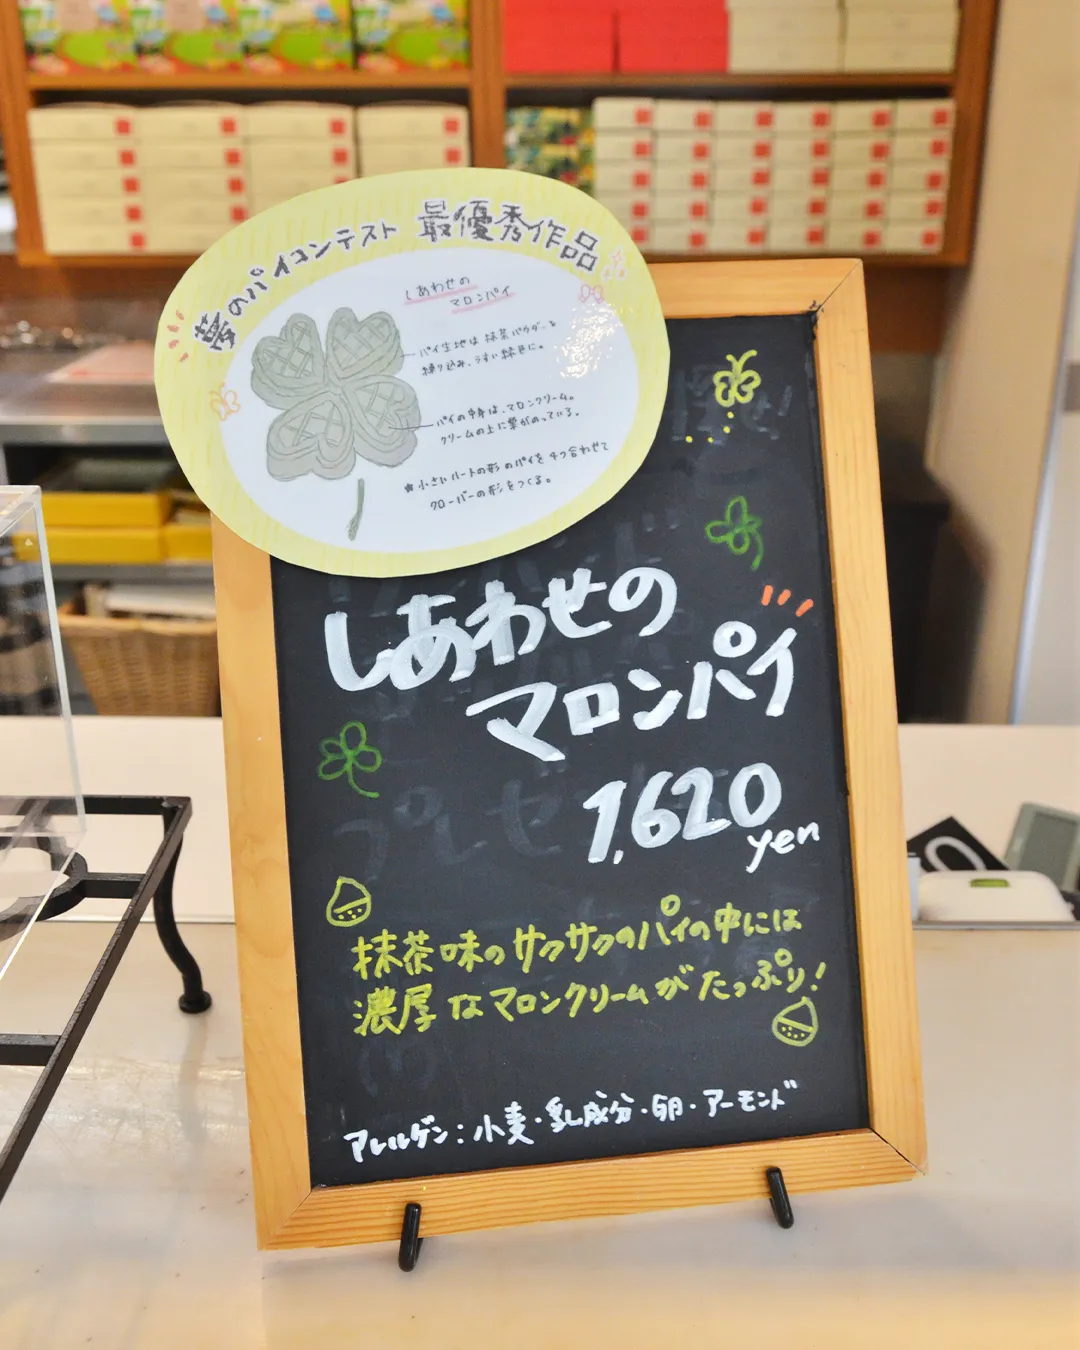 夢のパイコンテスト 最優秀作品
しあわせの
マロンパイ
パイ生地は抹茶パウダーを
練り込み、うすい緑色に。
パイの中身は、マロンクリーム。
クリームの上に栗がのっている。
★小さいハートの形のパイを4つ合わせて
クローバーの形をつくる。
しあわせの
マロンパイ
1,620
yen
抹茶味のサクサクのパイの中には
濃厚なマロンクリームがたっぷり!
アレルゲン:小麦・乳成分・卵・アーモンド